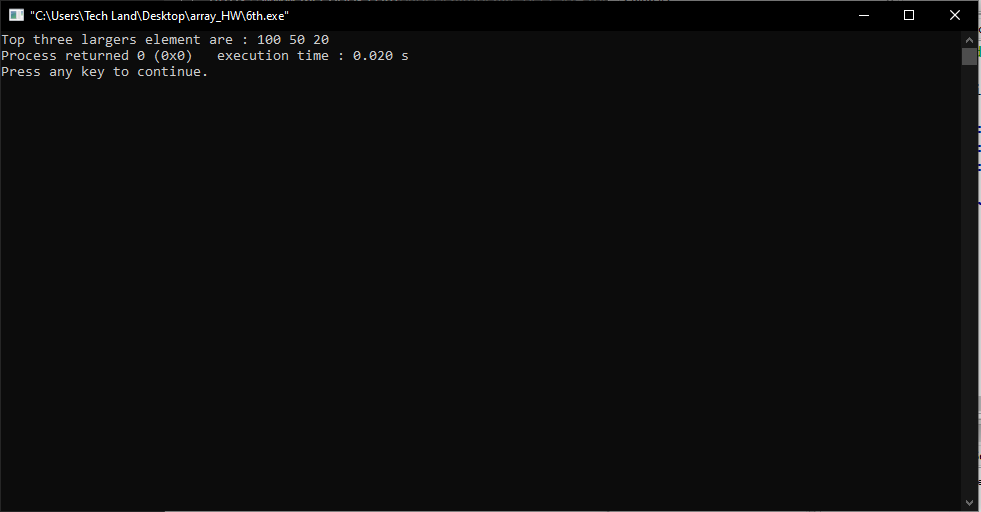 "C:\Users\Tech Land\Desktop\array_HW\6th.exe"
Top three largers element are : 100 50 20
Process returned 0 (0x0)   execution time : 0.020 s
Press any key to continue.